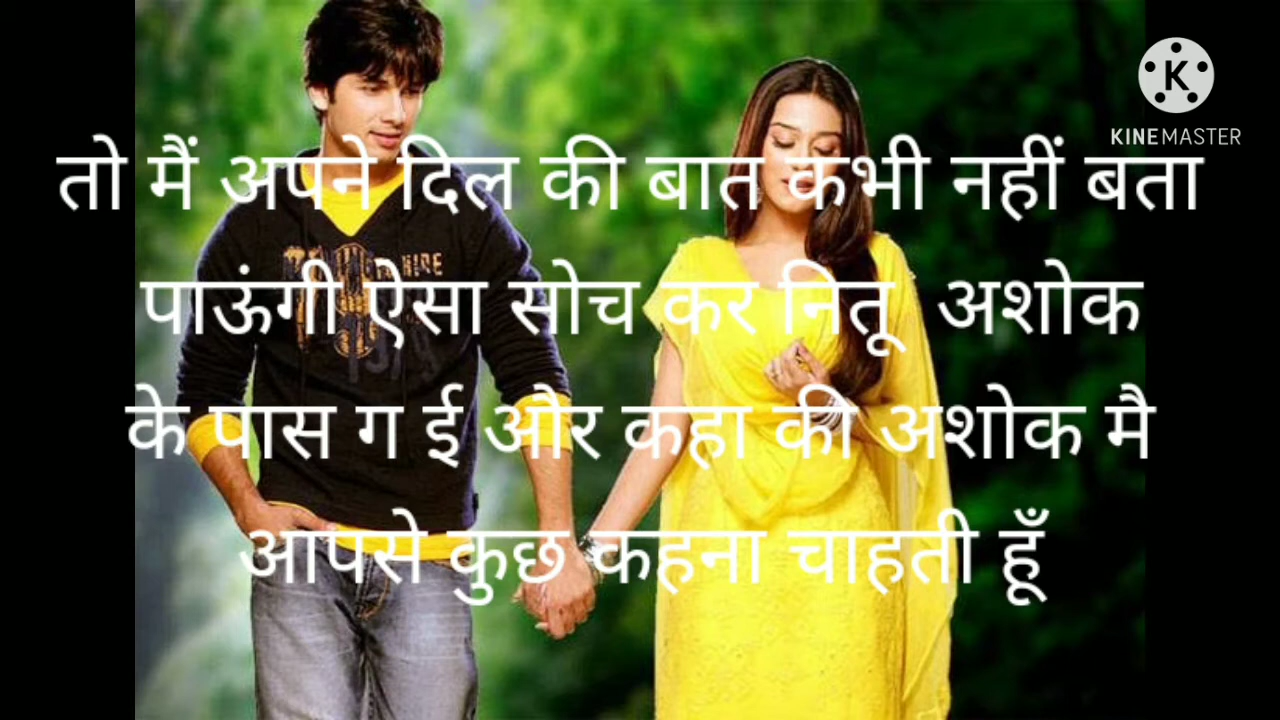 KINEMASTER
तो मैं अपने दिल की बात कभी नहीं बता
पाऊंगी ऐसा सोच कर नितू अशोक
के पास ग ई और कहा की अशोक मै
आपसे कुछ कहना चाहती हूँ